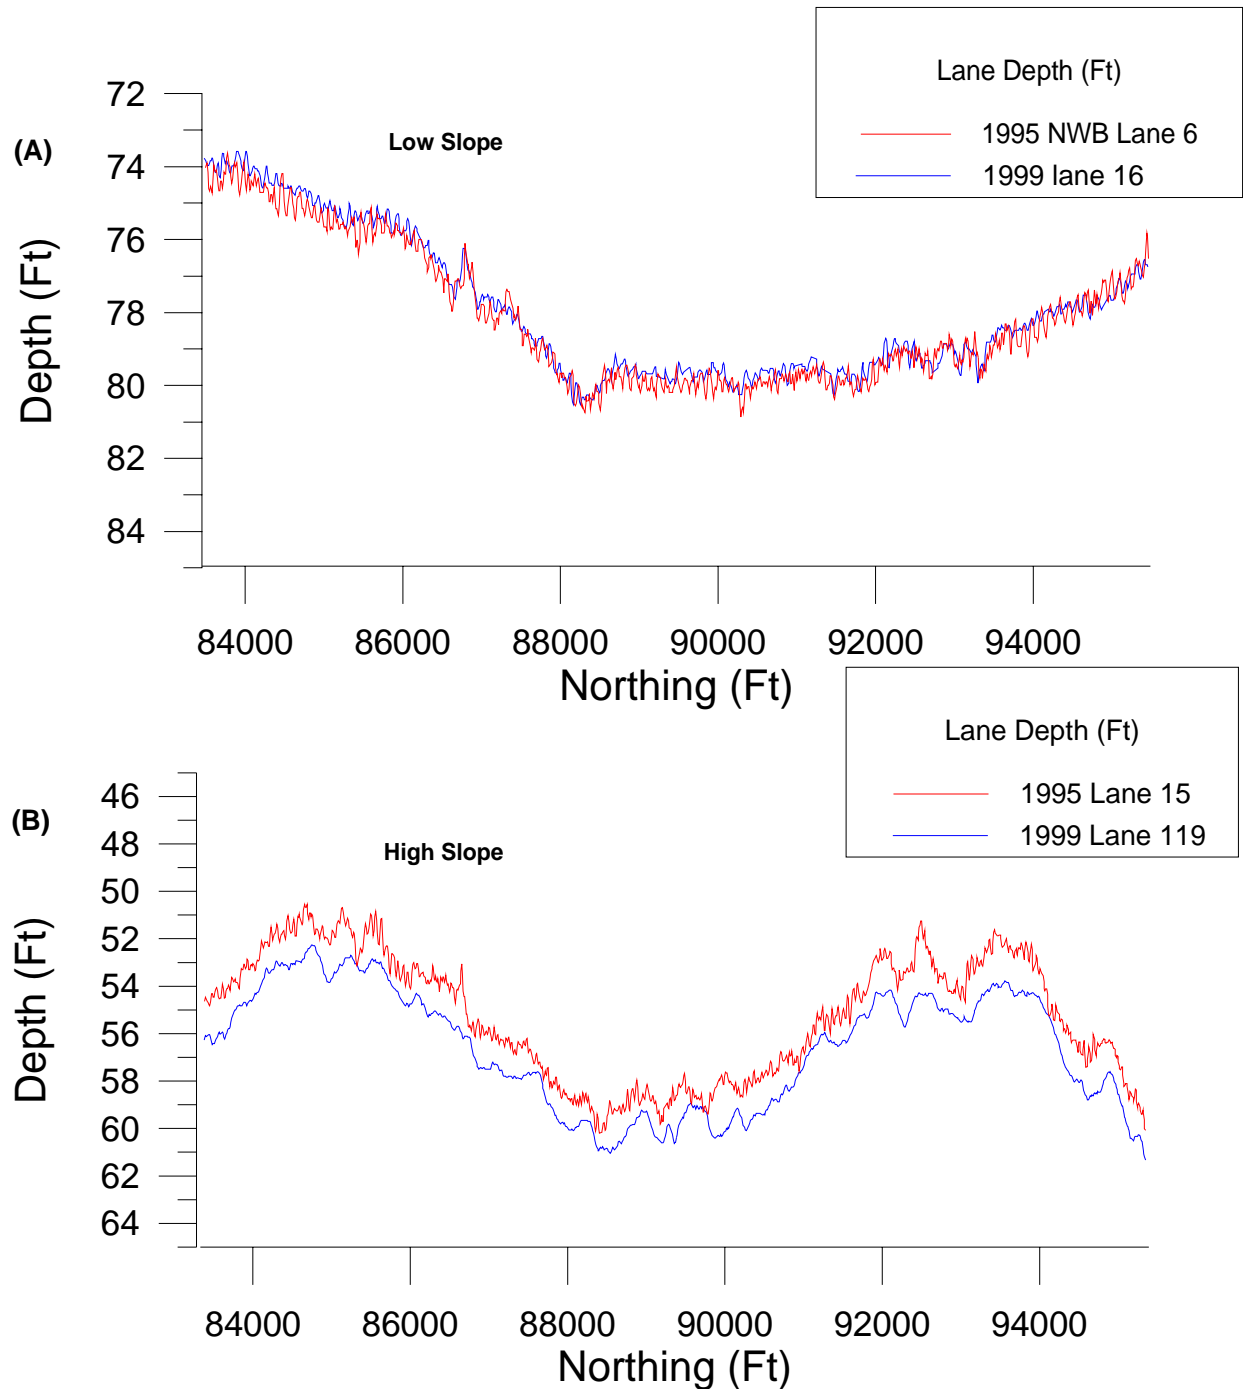 Lane Depth (Ft)
1995 NWB Lane 6
1999 lane 16
(A)
Low Slope
72
74
76
78
80
82
84
Depth (Ft)
84000 86000 88000 90000 92000 94000
Northing (Ft)
Lane Depth (Ft)
1995 Lane 15
1999 Lane 119
(B)
High Slope
46
48
50
52
54
56
58
60
62
64
Depth (Ft)
84000 86000 88000 90000 92000 94000
Northing (Ft)